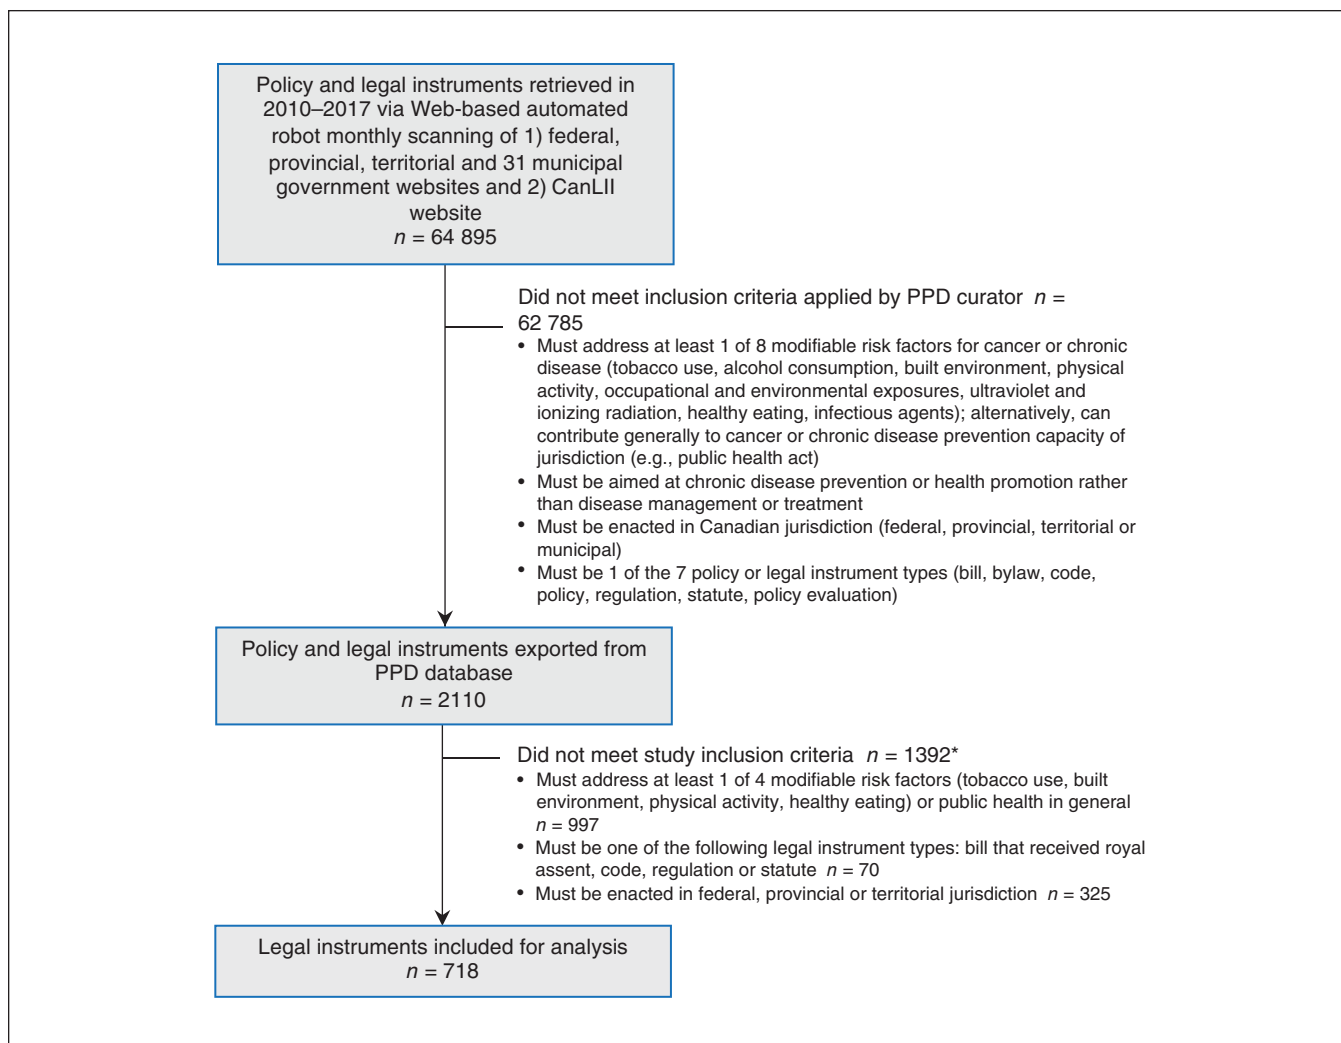 Policy and legal instruments retrieved in
2010–2017 via Web-based automated
robot monthly scanning of 1) federal,
provincial, territorial and 31 municipal
government websites and 2) CanLII
website
n = 64 895
Did not meet inclusion criteria applied by PPD curator n =
62 785
• Must address at least 1 of 8 modifiable risk factors for cancer or chronic
disease (tobacco use, alcohol consumption, built environment, physical
activity, occupational and environmental exposures, ultraviolet and
ionizing radiation, healthy eating, infectious agents); alternatively, can
contribute generally to cancer or chronic disease prevention capacity of
jurisdiction (e.g., public health act)
• Must be aimed at chronic disease prevention or health promotion rather
than disease management or treatment
• Must be enacted in Canadian jurisdiction (federal, provincial, territorial or
municipal)
• Must be 1 of the 7 policy or legal instrument types (bill, bylaw, code,
policy, regulation, statute, policy evaluation)
Policy and legal instruments exported from
PPD database
n = 2110
Did not meet study inclusion criteria n = 1392*
• Must address at least 1 of 4 modifiable risk factors (tobacco use, built
environment, physical activity, healthy eating) or public health in general
n = 997
• Must be one of the following legal instrument types: bill that received royal
assent, code, regulation or statute n = 70
• Must be enacted in federal, provincial or territorial jurisdiction n = 325
Legal instruments included for analysis
n = 718